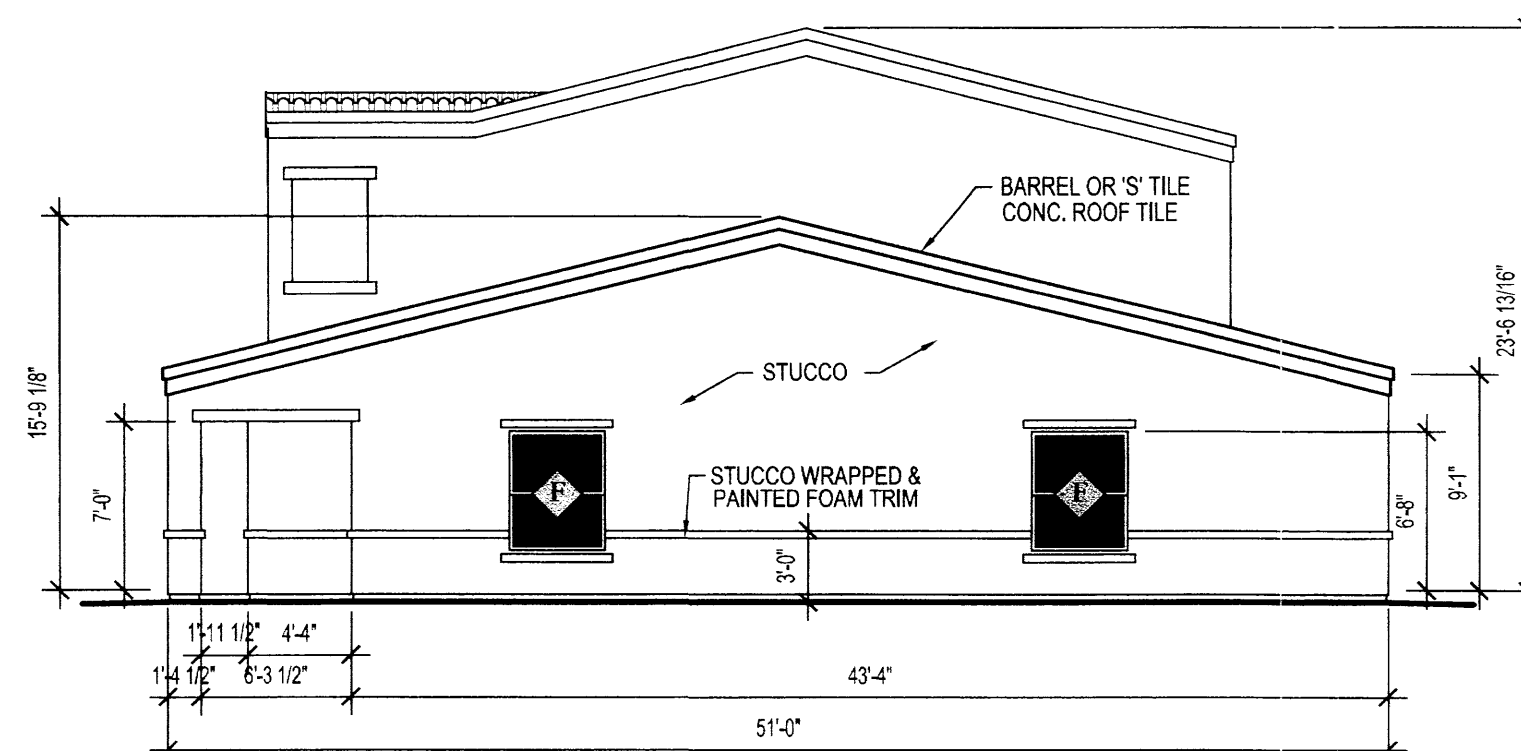 BARREL OR 'S' TILE
CONC. ROOF TILE
23'-6 13/16"
15'-9 1/8"
STUCCO
7'-0"
F
F
STUCCO WRAPPED &
PAINTED FOAM TRIM
6'-8"
9'-1"
3'-0"
1'-11 1/2" 4'-4"
1'-4 1/2" 6'-3 1/2" 43'-4"
51'-0"